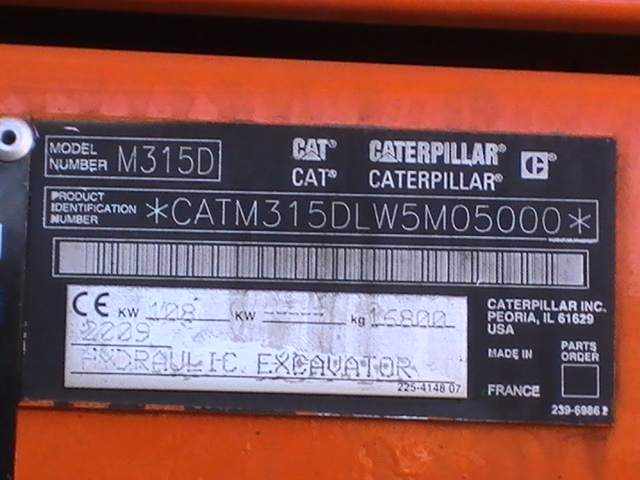 MODEL NUMBER M315D
CAT® CATERPILLAR®
CAT® CATERPILLAR®
PRODUCT IDENTIFICATION NUMBER *CATM315DLW5M05000*
CE KW 108 KW ---- kg 16800
2009
HYDRAULIC EXCAVATOR
225-4148 07
CATERPILLAR INC.
PEORIA, IL 61629
USA
MADE IN
FRANCE
PARTS
ORDER
239-6986